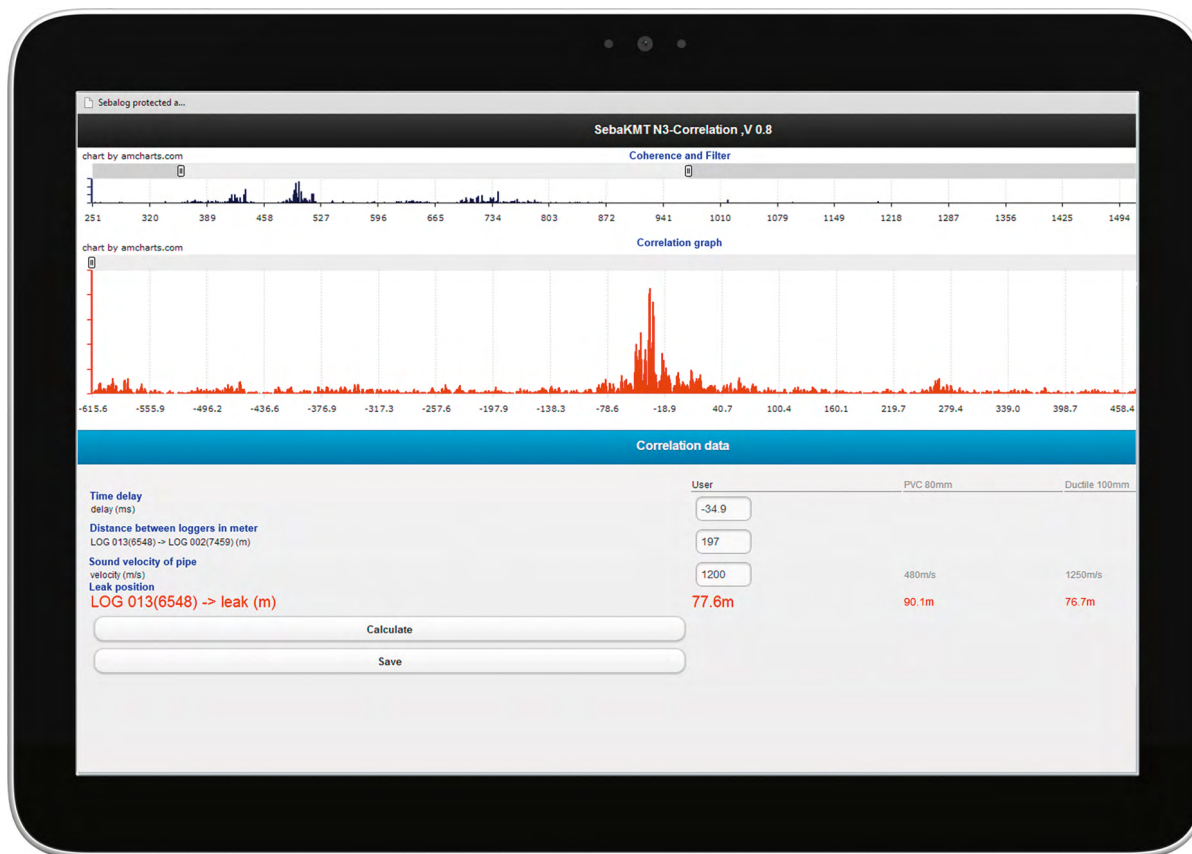 Sebalog protected a...
SebaKMT N3-Correlation ,V 0.8
chart by amcharts.com
Coherence and Filter
251 320 389 458 527 596 665 734 803 872 941 1010 1079 1149 1218 1287 1356 1425 1494
chart by amcharts.com
Correlation graph
-615.6 -555.9 -496.2 -436.6 -376.9 -317.3 -257.6 -197.9 -138.3 -78.6 -18.9 40.7 100.4 160.1 219.7 279.4 339.0 398.7 458.4
Correlation data
User PVC 80mm Ductile 100mm
Time delay
delay (ms) -34.9
Distance between loggers in meter
LOG 013(6548) -> LOG 002(7459) (m) 197
Sound velocity of pipe
velocity (m/s) 1200 480m/s 1250m/s
Leak position
LOG 013(6548) -> leak (m) 77.6m 90.1m 76.7m
Calculate
Save